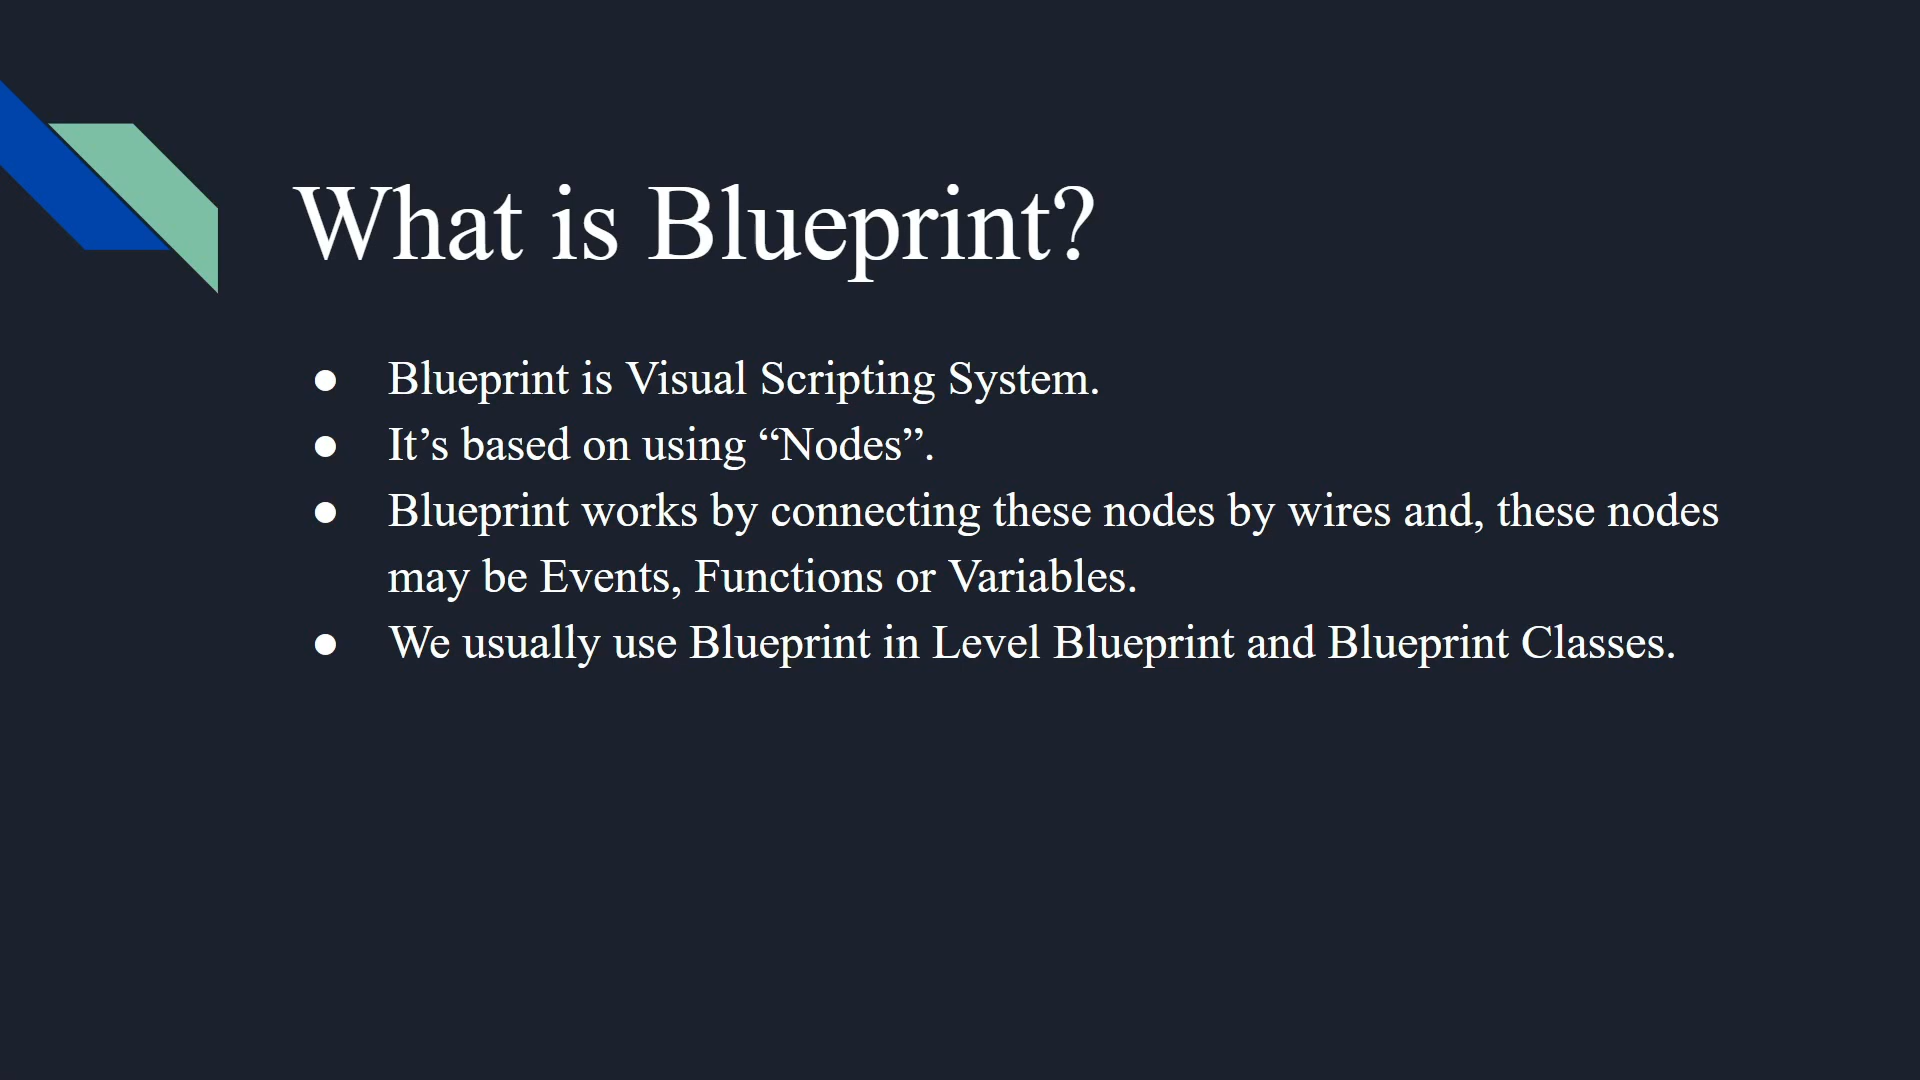 What is Blueprint?
● Blueprint is Visual Scripting System.
● It’s based on using “Nodes”.
● Blueprint works by connecting these nodes by wires and, these nodes
may be Events, Functions or Variables.
● We usually use Blueprint in Level Blueprint and Blueprint Classes.